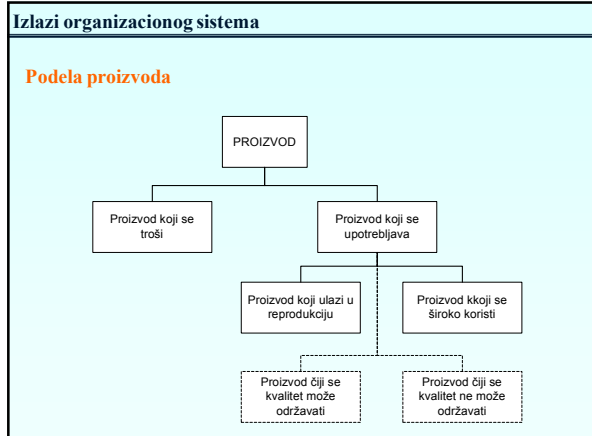 Izlazi organizacionog sistema
Podela proizvoda
PROIZVOD
Proizvod koji se
troši
Proizvod koji se
upotrebljava
Proizvod koji ulazi u
reprodukciju
Proizvod kkoji se
široko koristi
Proizvod čiji se
kvalitet može
održavati
Proizvod čiji se
kvalitet ne može
održavati